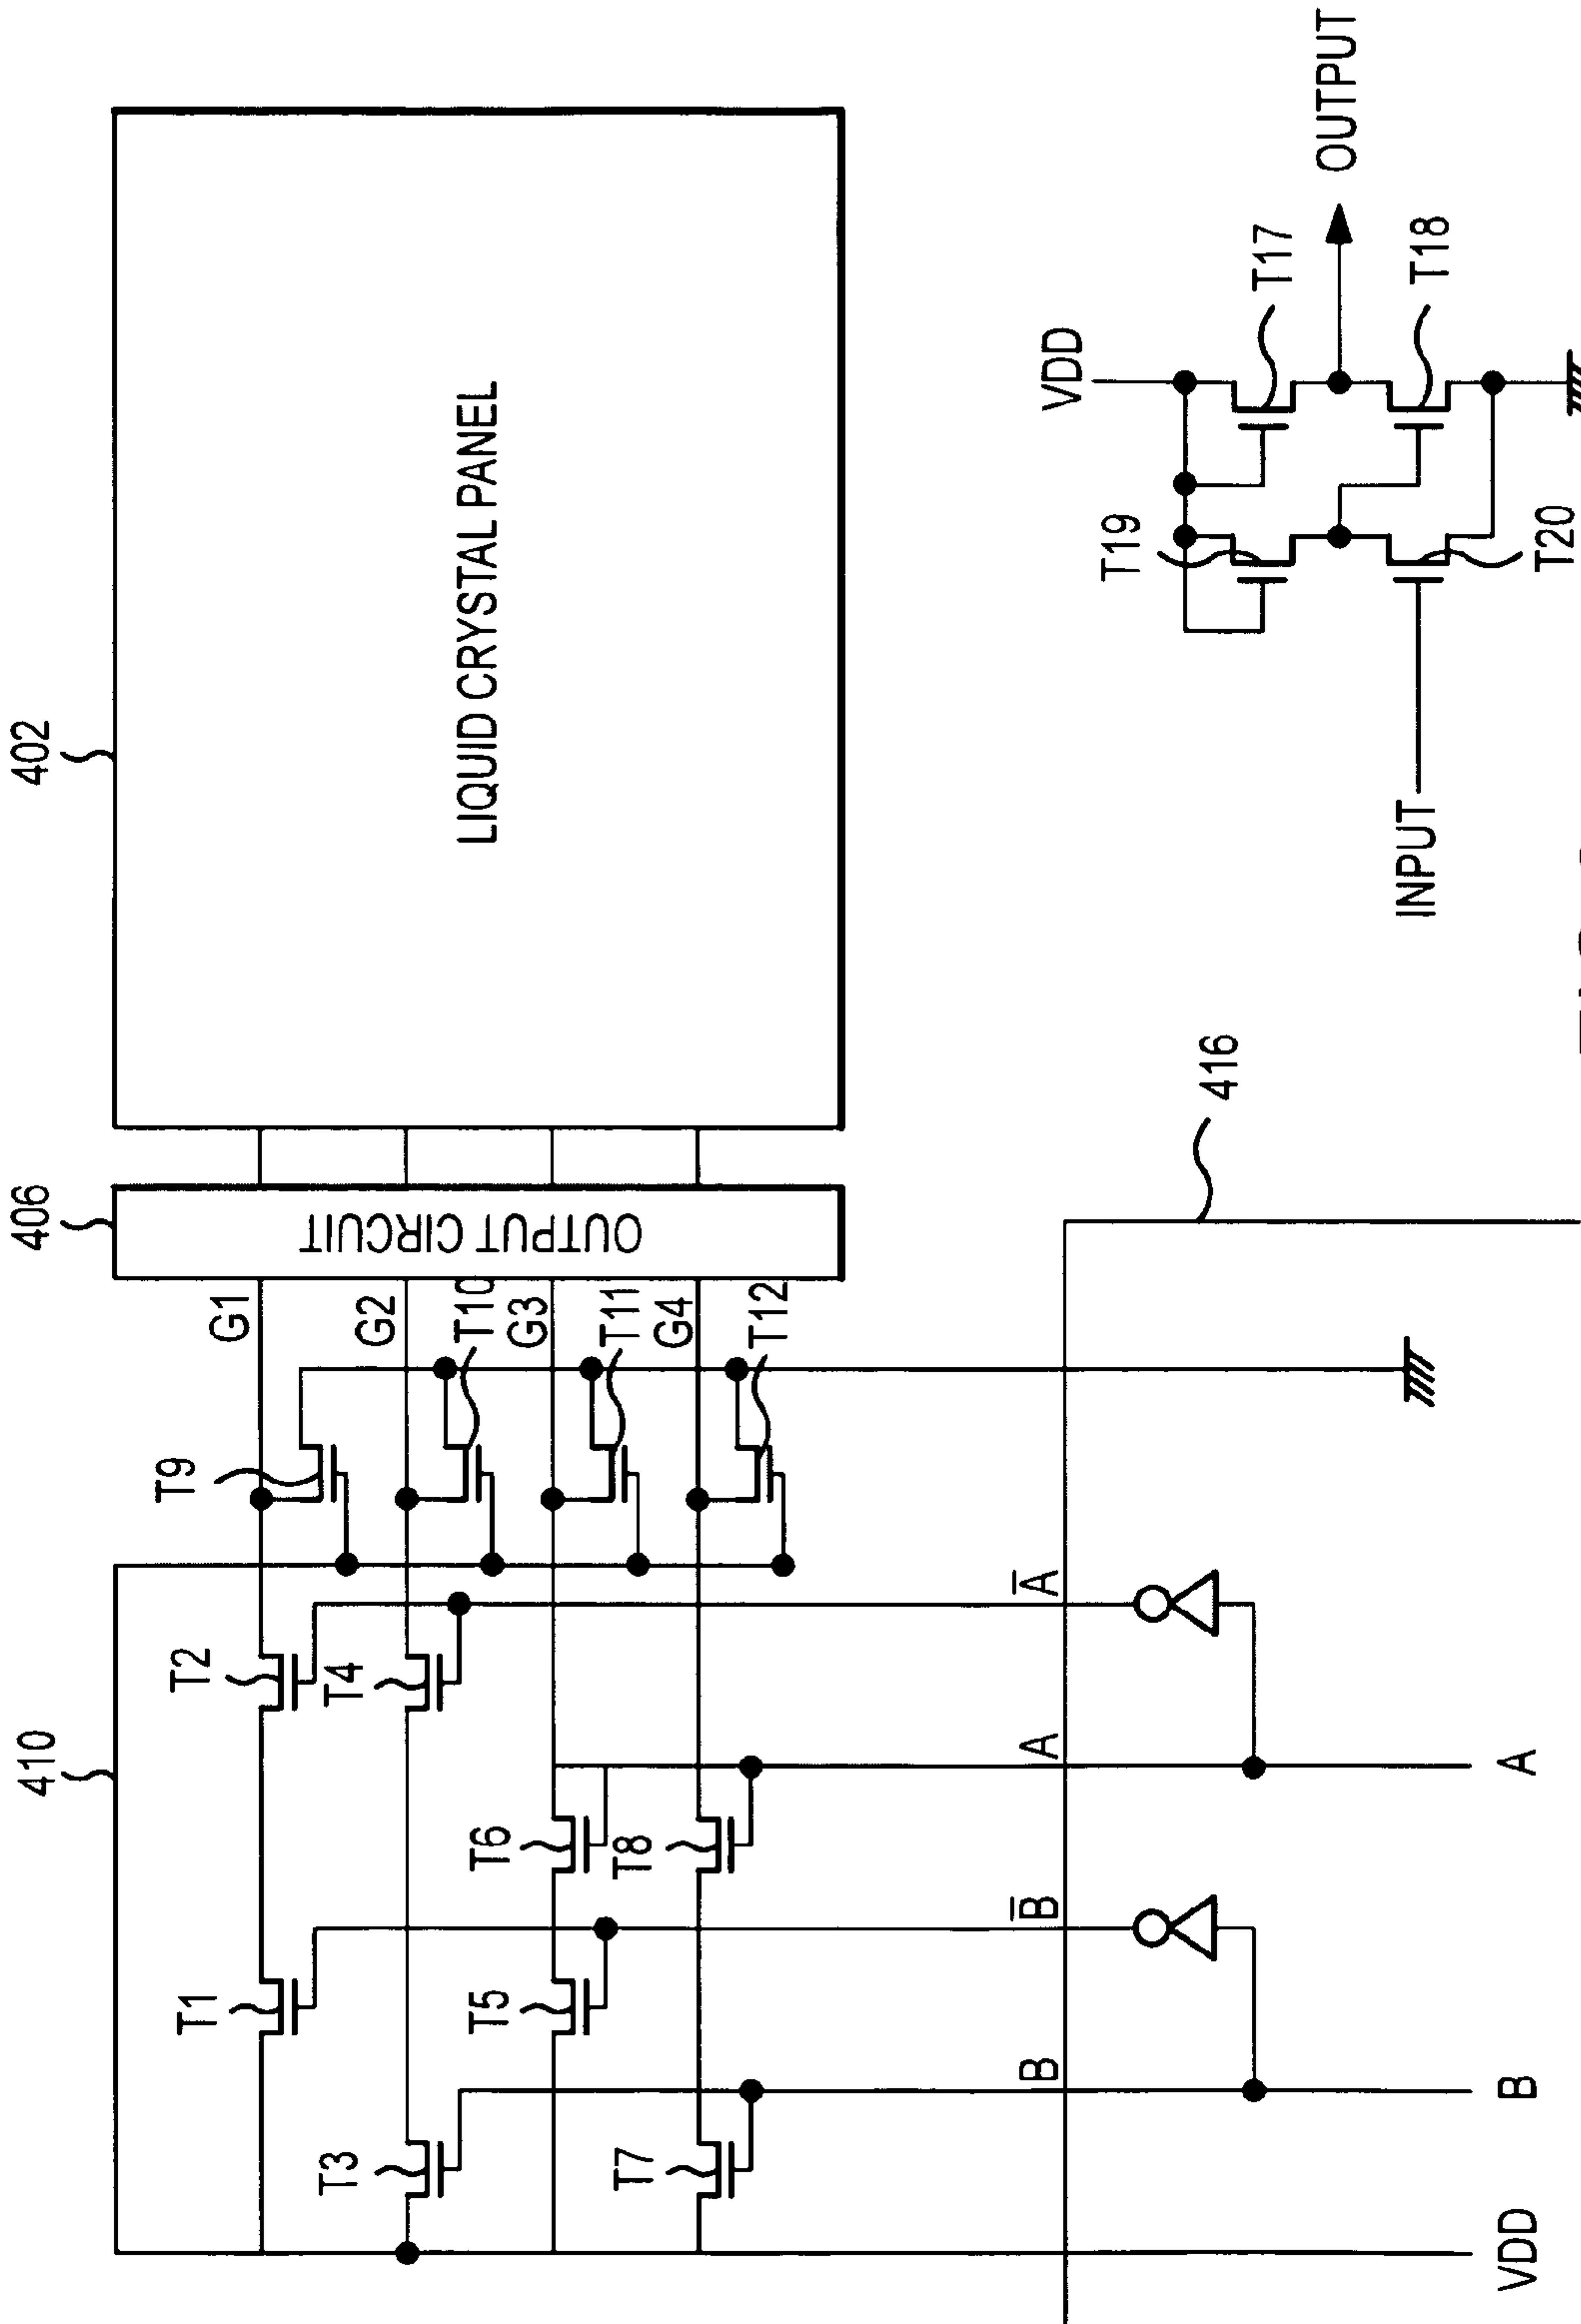 402
LIQUID CRYSTAL PANEL
406
OUTPUT CIRCUIT
410
G1
G2
G3
G4
T9
T10
T11
T12
T2
T4
T6
T8
T1
T5
T3
T7
B
B̅
A
A̅
416
VDD
B
A
VDD
T19
T17
OUTPUT
T18
T20
INPUT